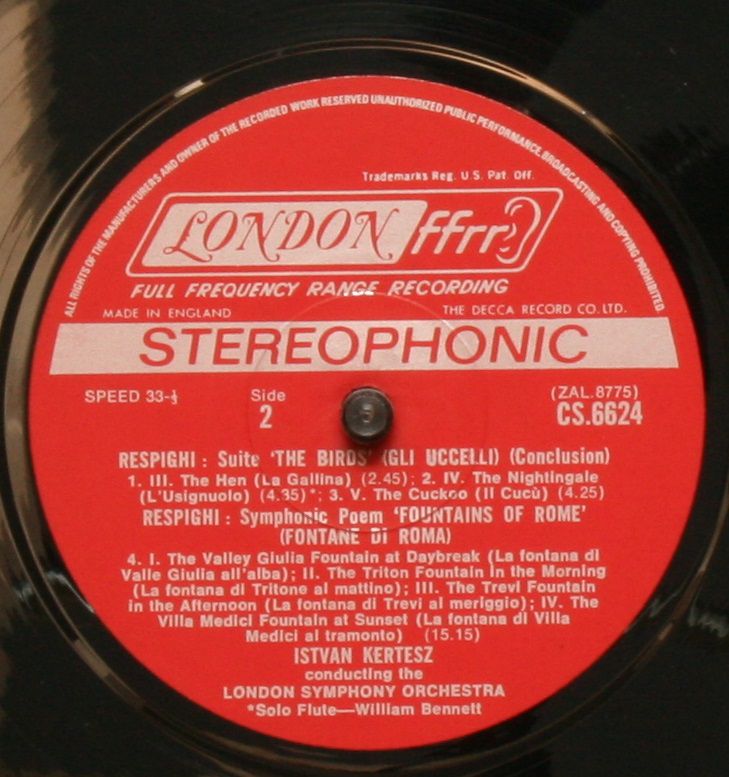 ALL RIGHTS OF THE MANUFACTURERS AND OWNER OF THE RECORDED WORK RESERVED UNAUTHORIZED PUBLIC PERFORMANCE, BROADCASTING AND COPYING PROHIBITED
Trademarks Reg. U.S. Pat. Off.
LONDON ffrr
FULL FREQUENCY RANGE RECORDING
MADE IN ENGLAND THE DECCA RECORD CO. LTD.
STEREOPHONIC
SPEED 33-⅓ Side (ZAL.8775)
2 CS.6624
RESPIGHI : Suite 'THE BIRDS' (GLI UCCELLI) (Conclusion)
1. III. The Hen (La Gallina) (2.45) ; 2. IV. The Nightingale
(L'Usignuolo) (4.35) * ; 3. V. The Cuckoo (Il Cucù) (4.25)
RESPIGHI : Symphonic Poem 'FOUNTAINS OF ROME'
(FONTANE DI ROMA)
4. I. The Valley Giulia Fountain at Daybreak (La fontana di
Valle Giulia all'alba) ; II. The Triton Fountain in the Morning
(La fontana di Tritone al mattino) ; III. The Trevi Fountain
in the Afternoon (La fontana di Trevi al meriggio) ; IV. The
Villa Medici Fountain at Sunset (La fontana di Villa
Medici al tramonto) (15.15)
ISTVAN KERTESZ
conducting the
LONDON SYMPHONY ORCHESTRA
*Solo Flute—William Bennett